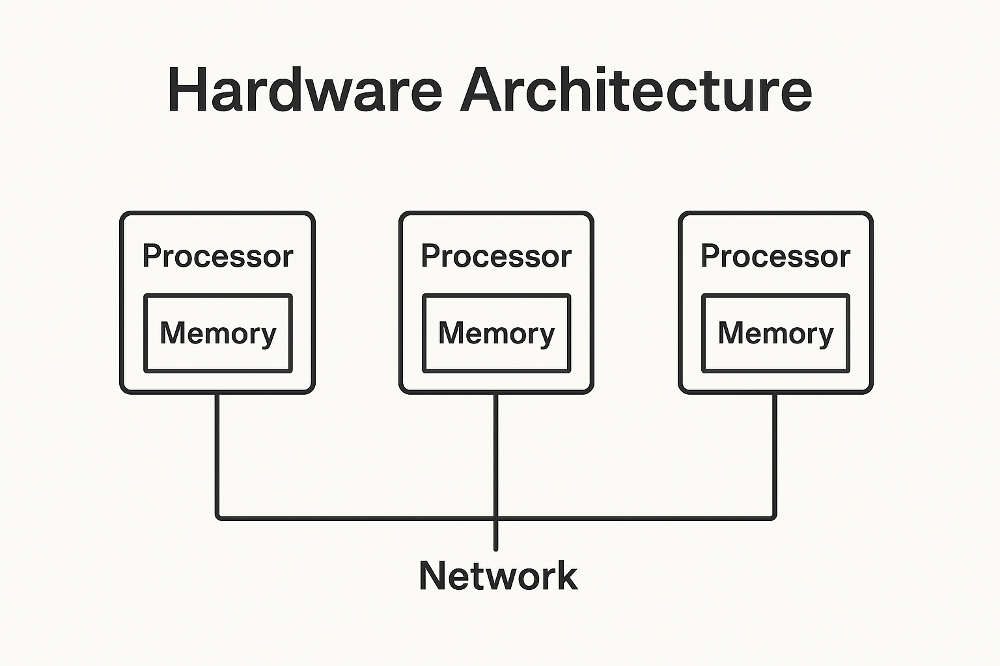 Hardware Architecture
Processor
Memory
Processor
Memory
Processor
Memory
Network